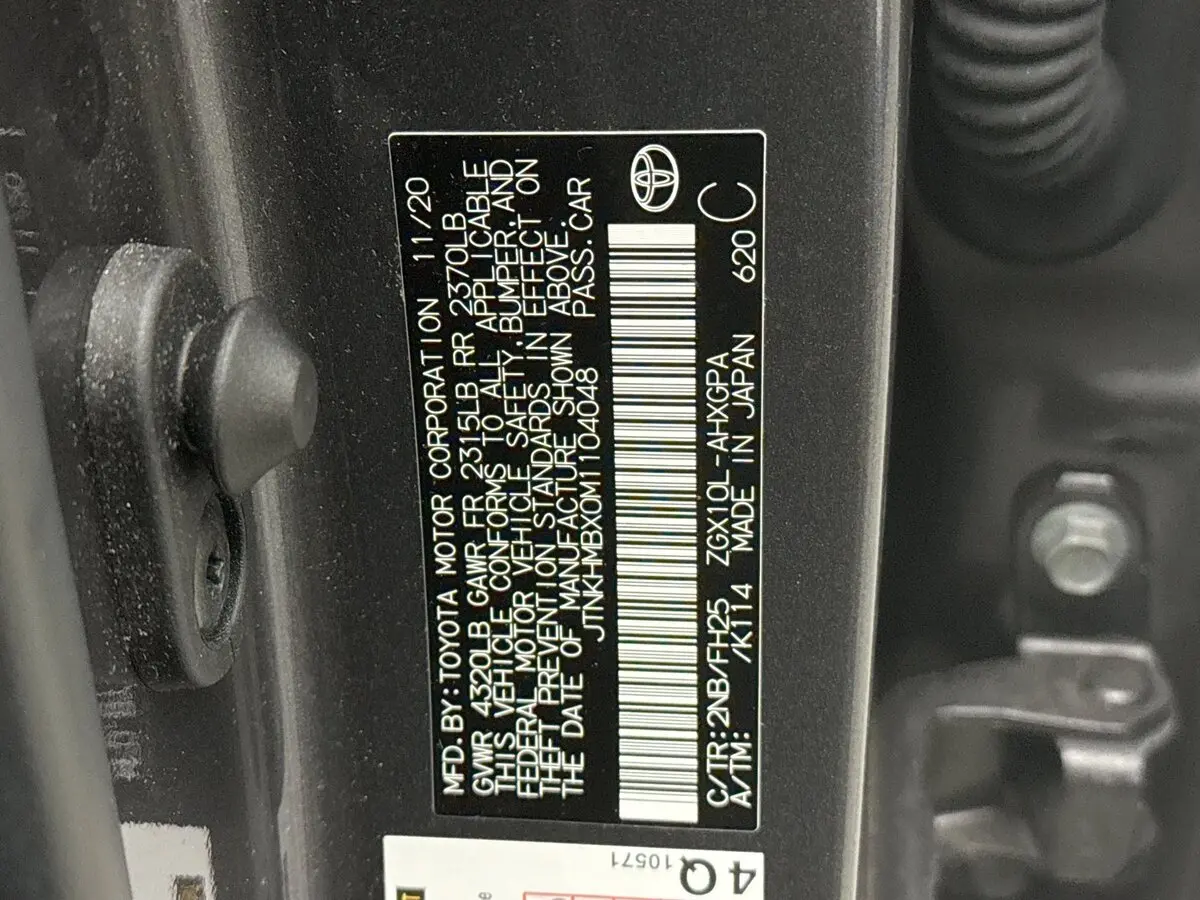 MFD. BY: TOYOTA MOTOR CORPORATION 11/20
GVWR 4320LB GAWR FR 2315LB RR 2370LB
THIS VEHICLE CONFORMS TO ALL APPLICABLE
FEDERAL MOTOR VEHICLE SAFETY, BUMPER, AND
THEFT PREVENTION STANDARDS IN EFFECT ON
THE DATE OF MANUFACTURE SHOWN ABOVE.
JTNKHMBX0M1104048 PASS. CAR
C/TR: 2NB/FH25 ZGX10L-AHXGPA 620 C
A/TM: /K114 MADE IN JAPAN
4Q
10571